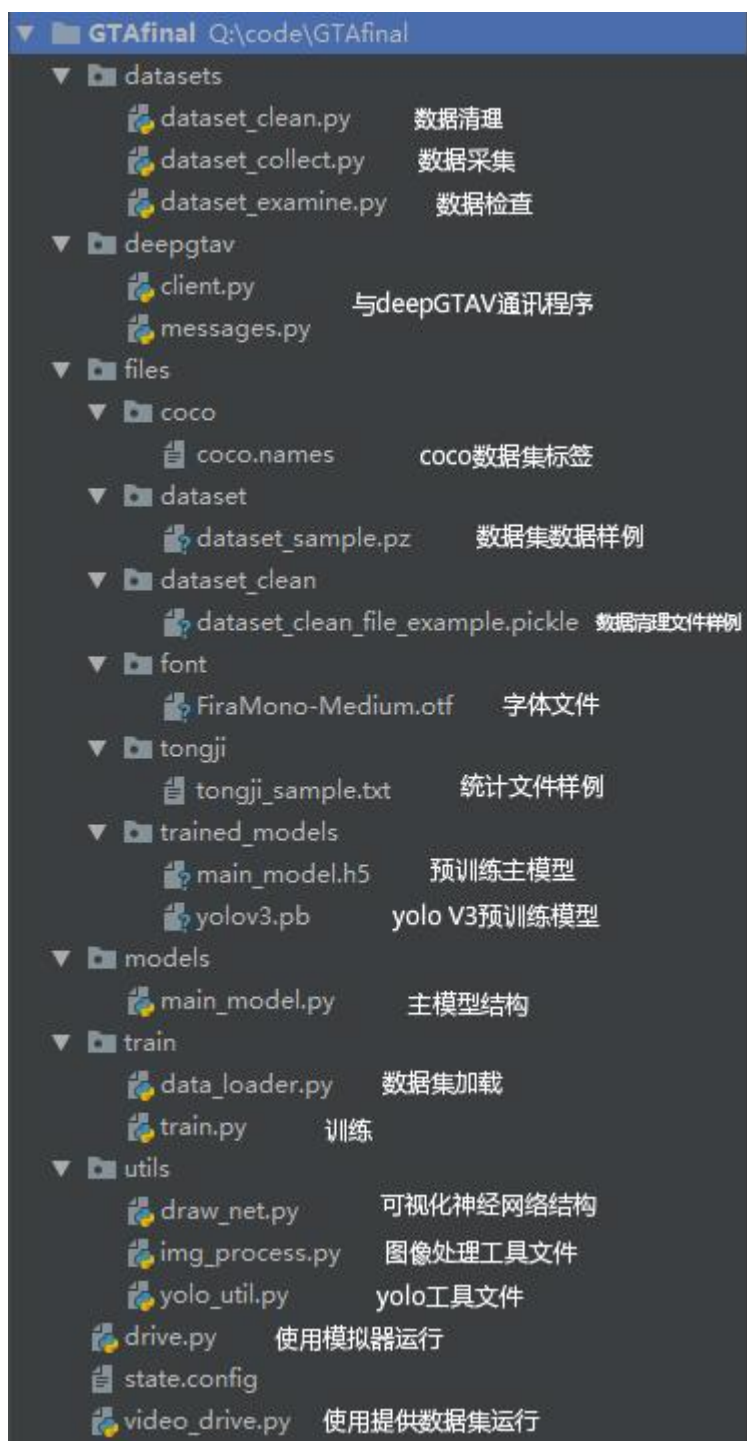 GTAfinal Q:\code\GTAfinal
datasets
dataset_clean.py 数据清理
dataset_collect.py 数据采集
dataset_examine.py 数据检查
deepgtav
client.py
与deepGTAV通讯程序
messages.py
files
coco
coco.names coco数据集标签
dataset
dataset_sample.pz 数据集数据样例
dataset_clean
dataset_clean_file_example.pickle 数据清理文件样例
font
FiraMono-Medium.otf 字体文件
tongji
tongji_sample.txt 统计文件样例
trained_models
main_model.h5 预训练主模型
yolov3.pb yolo V3预训练模型
models
main_model.py 主模型结构
train
data_loader.py 数据集加载
train.py 训练
utils
draw_net.py 可视化神经网络结构
img_process.py 图像处理工具文件
yolo_util.py yolo工具文件
drive.py 使用模拟器运行
state.config
video_drive.py 使用提供数据集运行